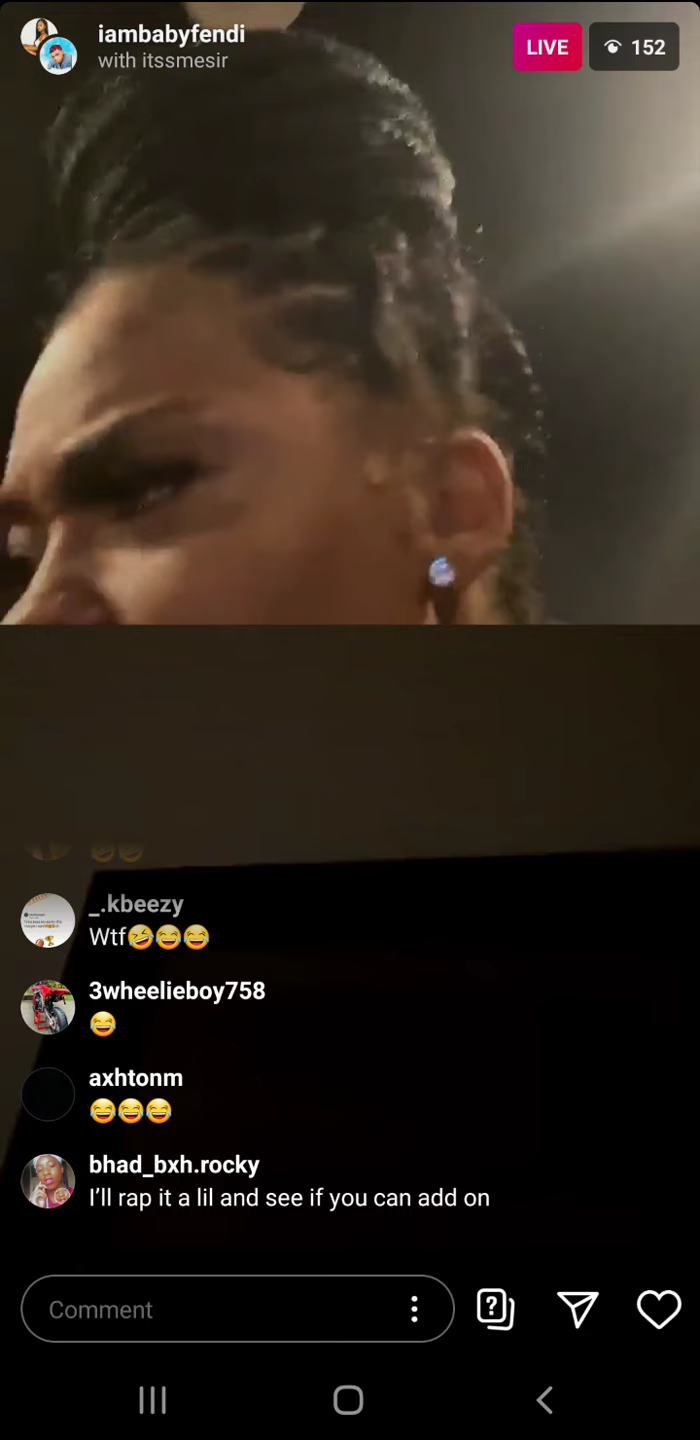 iambabyfendi
with itssmesir
LIVE
152
_.kbeezy
Wtf🤣😂😂
3wheelieboy758
😂
axhtonm
😂😂😂
bhad_bxh.rocky
I’ll rap it a lil and see if you can add on
Comment